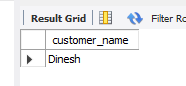 Result Grid Filter Ro
customer_name
Dinesh